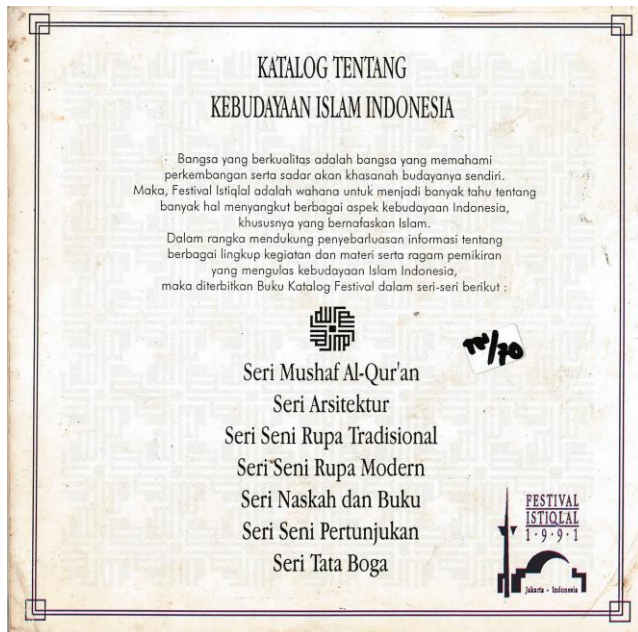 KATALOG TENTANG
KEBUDAYAAN ISLAM INDONESIA
Bangsa yang berkualitas adalah bangsa yang memahami
perkembangan serta sadar akan khasanah budayanya sendiri.
Maka, Festival Istiqlal adalah wahana untuk menjadi banyak tahu tentang
banyak hal menyangkut berbagai aspek kebudayaan Indonesia,
khususnya yang bernafaskan Islam.
Dalam rangka mendukung penyebarluasan informasi tentang
berbagai lingkup kegiatan dan materi serta ragam pemikiran
yang mengulas kebudayaan Islam Indonesia,
maka diterbitkan Buku Katalog Festival dalam seri-seri berikut :
Seri Mushaf Al-Qur'an
Seri Arsitektur
Seri Seni Rupa Tradisional
Seri Seni Rupa Modern
Seri Naskah dan Buku
Seri Seni Pertunjukan
Seri Tata Boga
FESTIVAL
ISTIQLAL
1·9·9·1
Jakarta - Indonesia